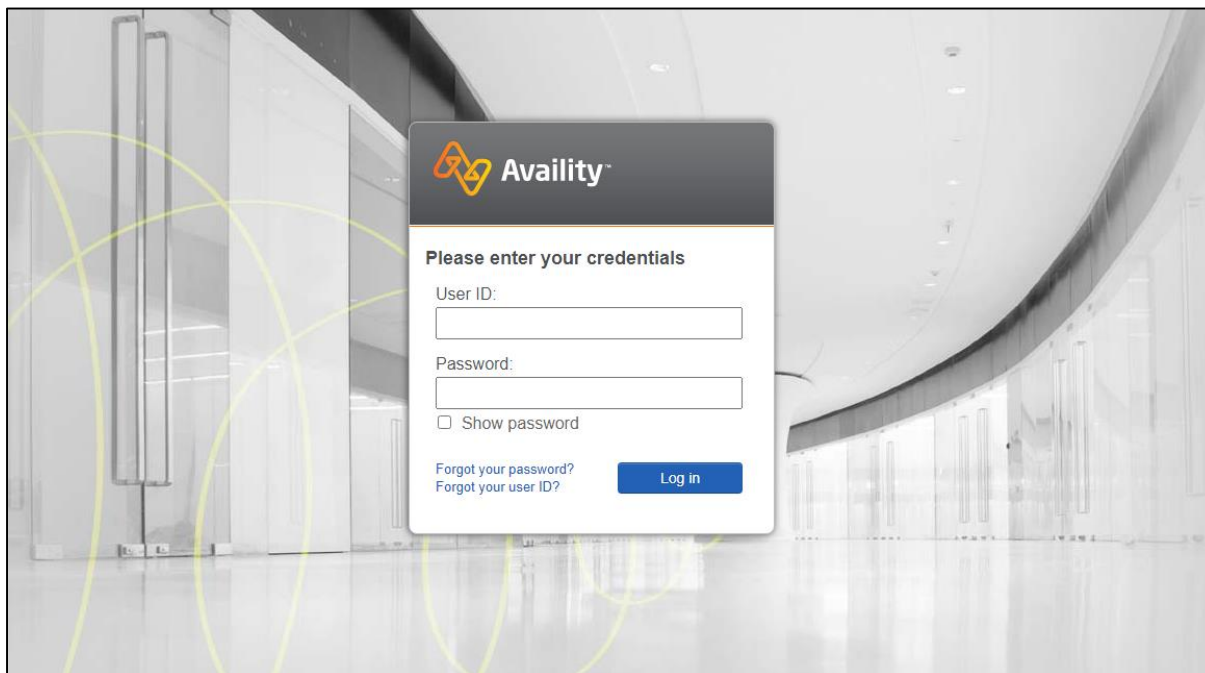 Availity™
Please enter your credentials
User ID:
Password:
Show password
Forgot your password?
Forgot your user ID?
Log in